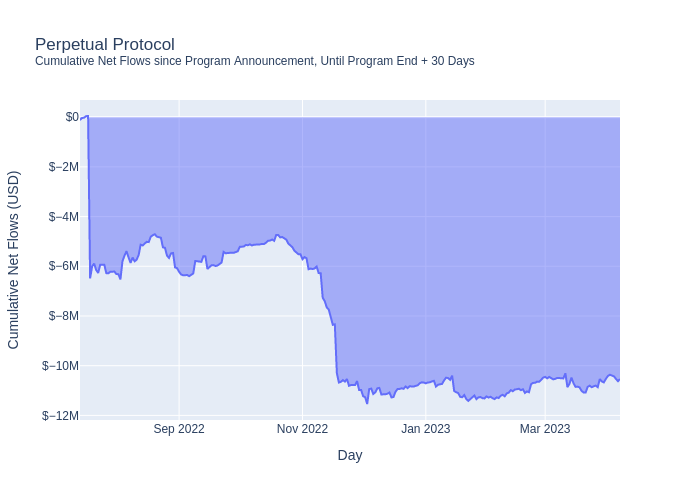 Perpetual Protocol
Cumulative Net Flows since Program Announcement, Until Program End + 30 Days
Cumulative Net Flows (USD)
$0
$−2M
$−4M
$−6M
$−8M
$−10M
$−12M
Sep 2022
Nov 2022
Jan 2023
Mar 2023
Day